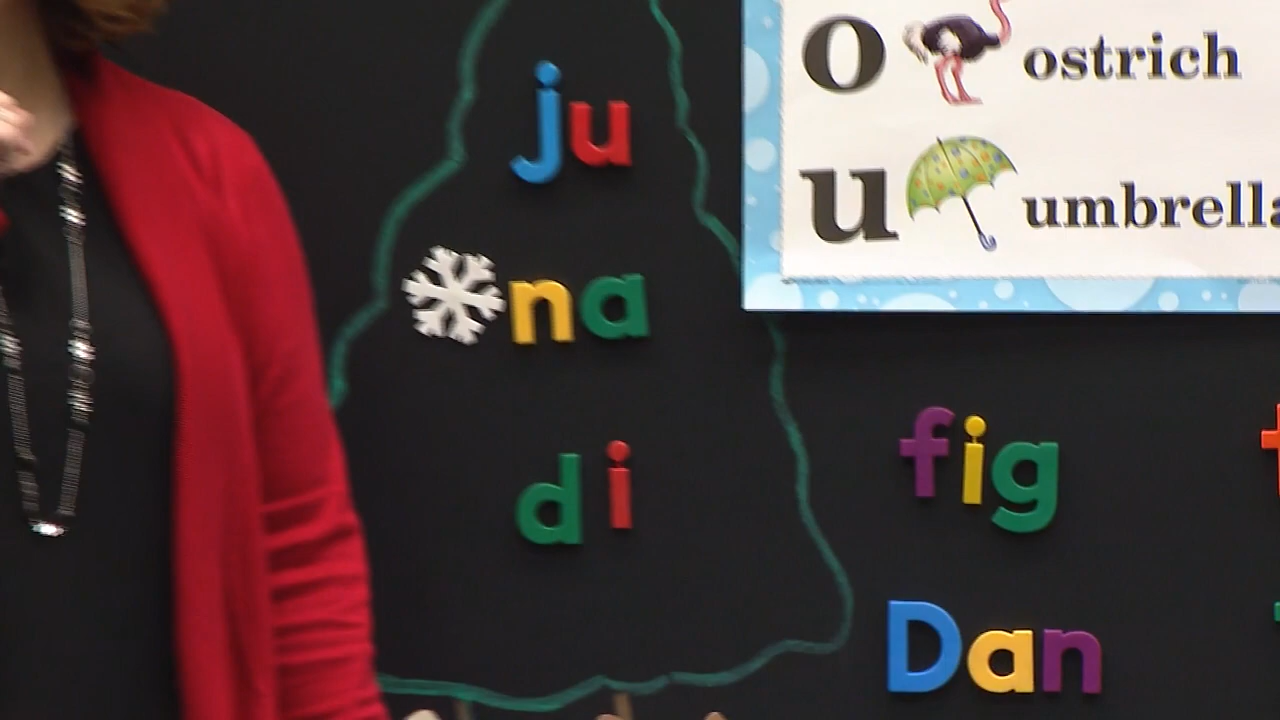 ju
na
di
o ostrich
u umbrella
fig
Dan